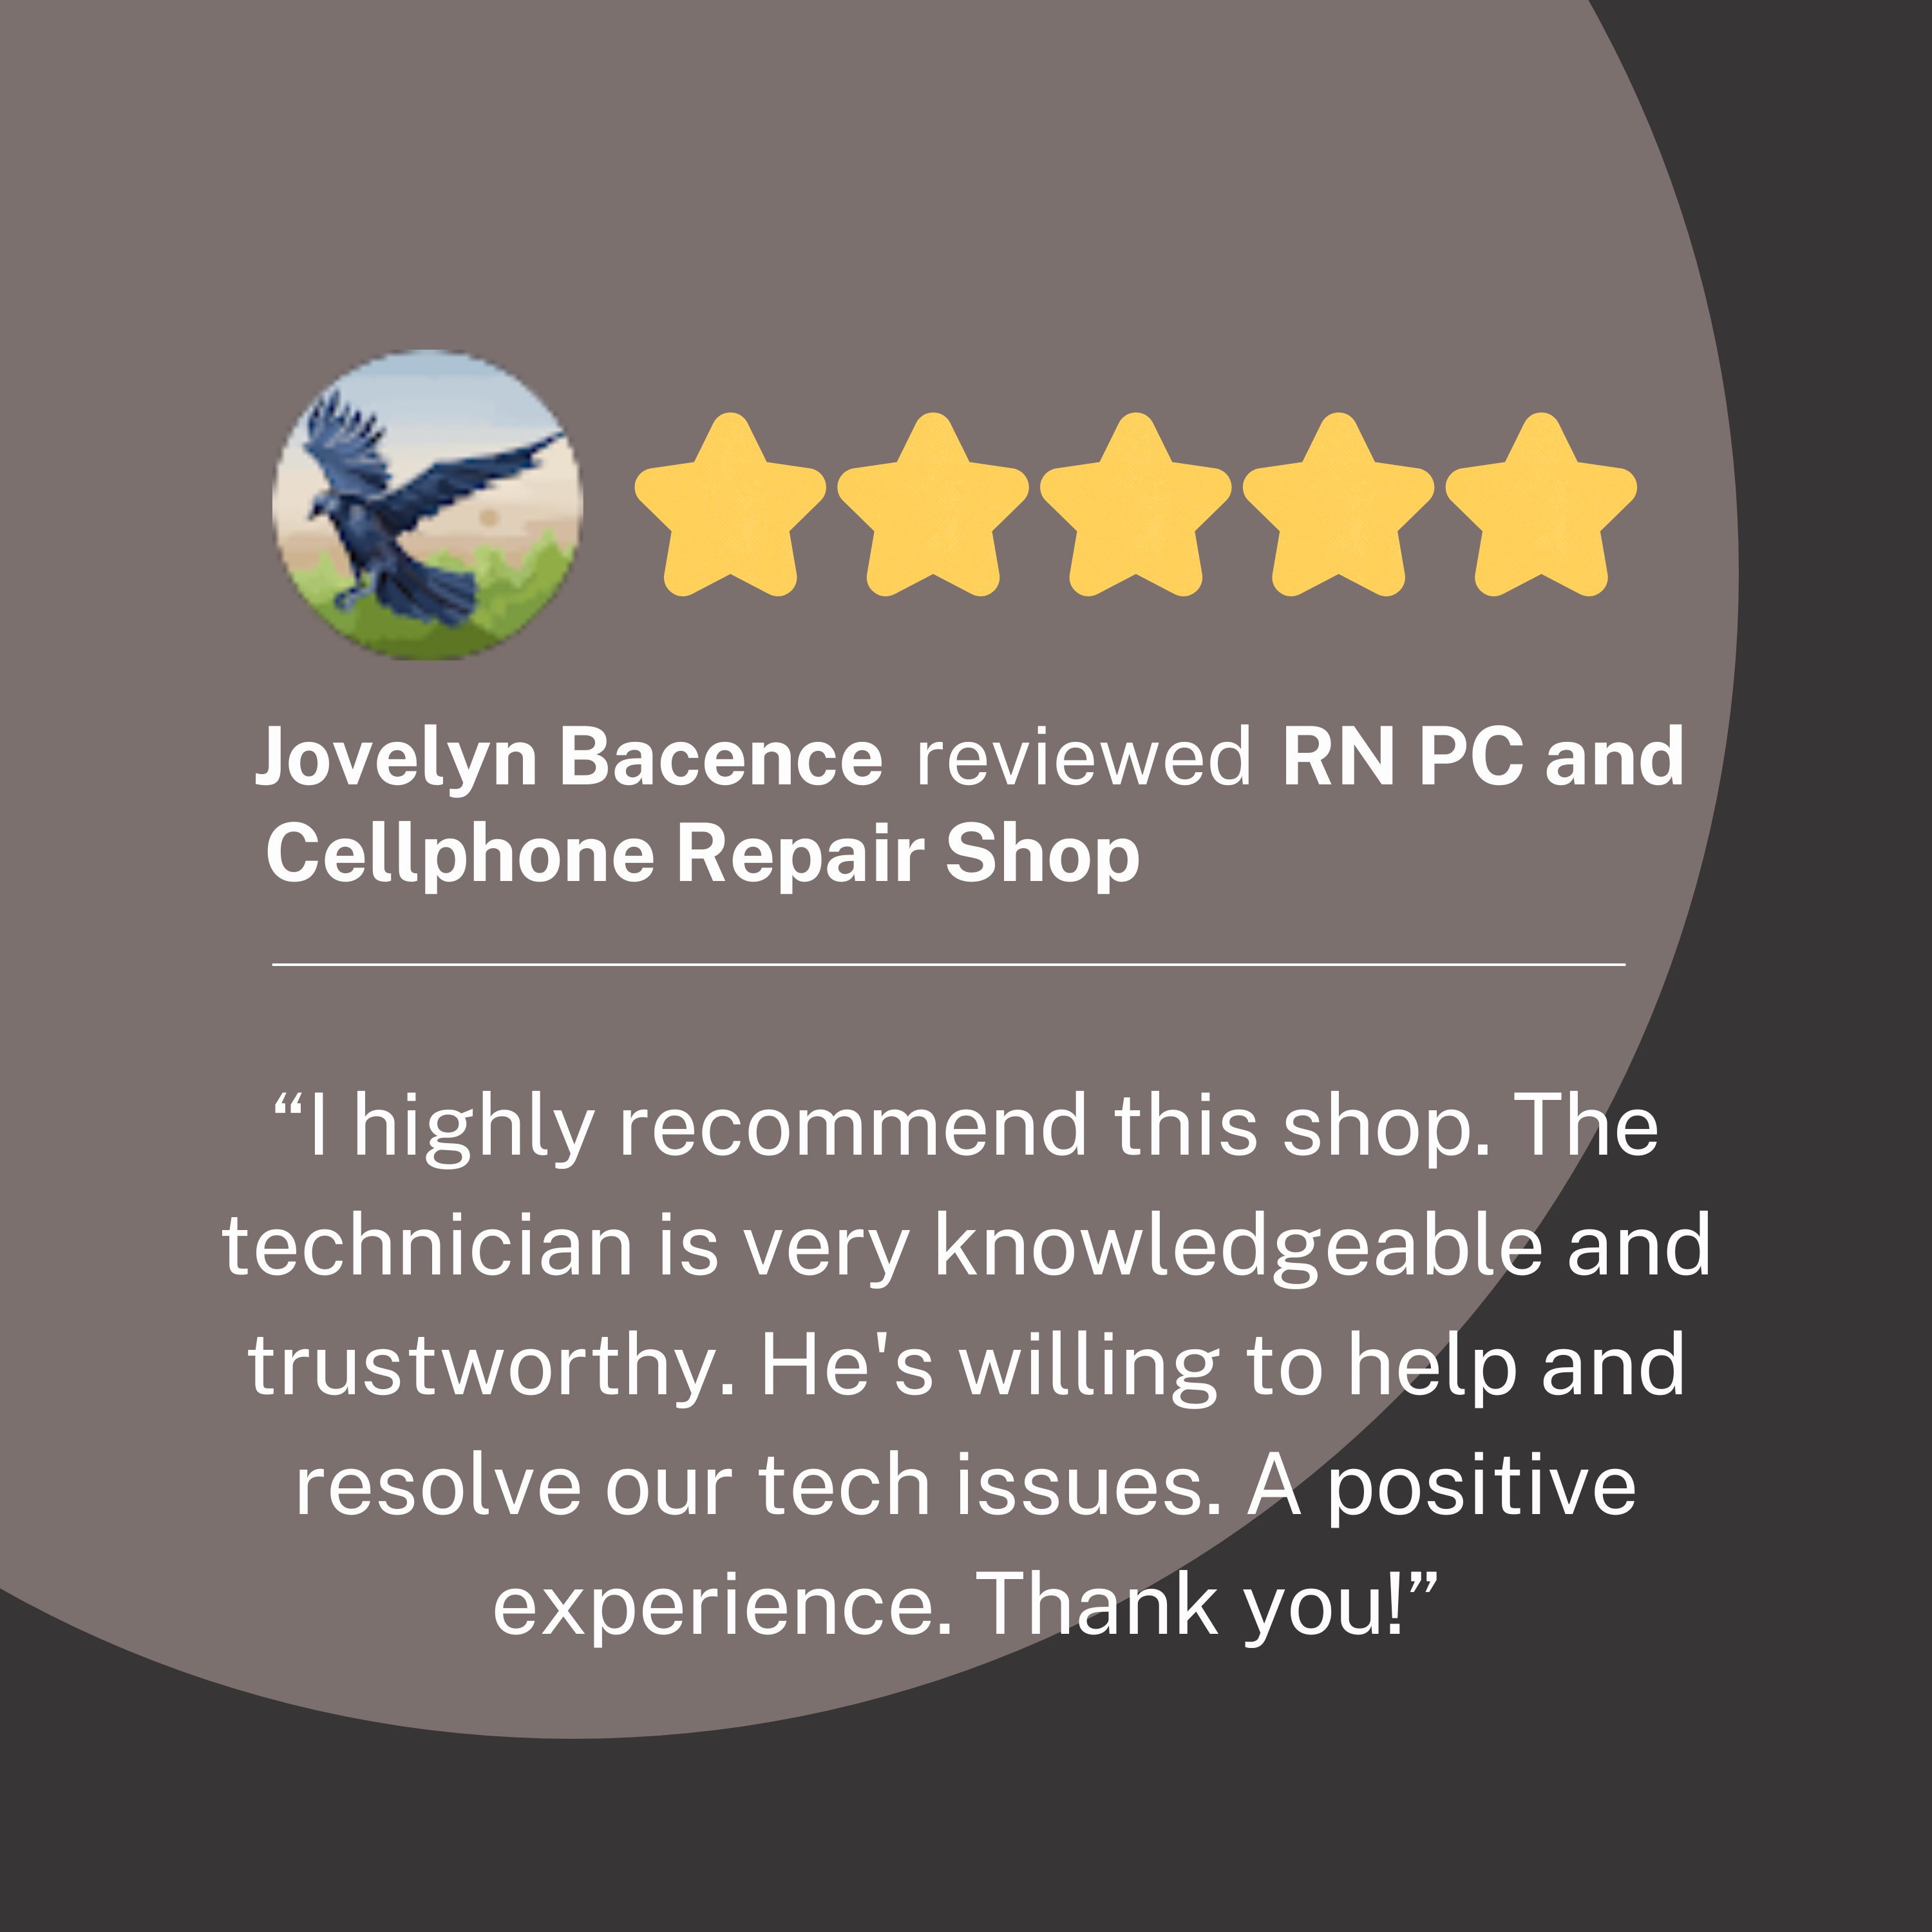 Jovelyn Bacence reviewed RN PC and
Cellphone Repair Shop
“I highly recommend this shop. The
technician is very knowledgeable and
trustworthy. He's willing to help and
resolve our tech issues. A positive
experience. Thank you!”